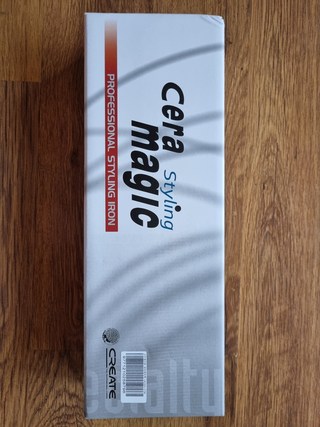 Cera
Styling
magic
PROFESSIONAL STYLING IRON
CREATE